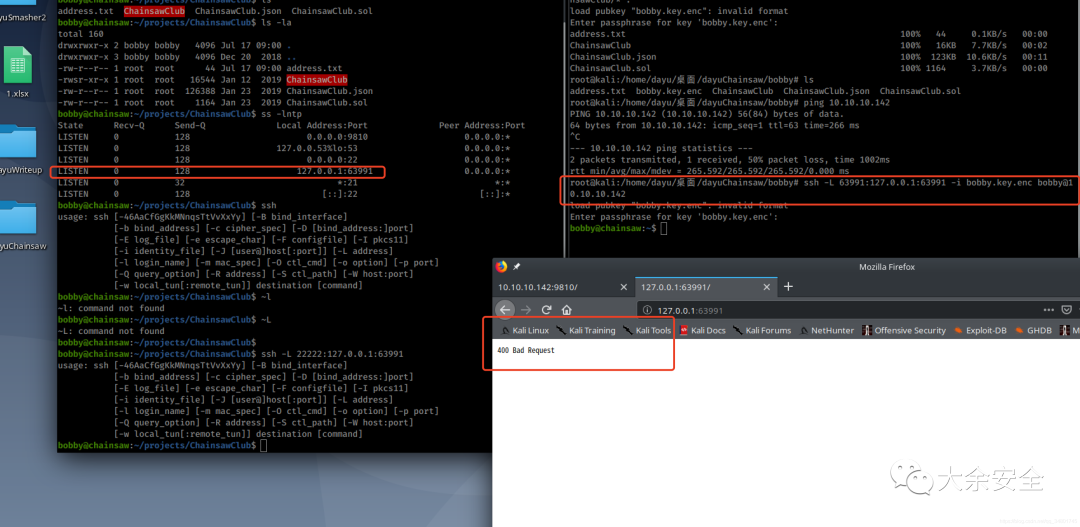 yuSmasher2
1.xlsx
ayuWriteup
ayuChainsaw
address.txt  ChainsawClub  ChainsawClub.json  ChainsawClub.sol
bobby@chainsaw:~/projects/ChainsawClub$ ls -la
total 160
drwxrwxr-x 2 bobby bobby   4096 Jul 17 09:00 .
drwxrwxr-x 3 bobby bobby   4096 Dec 20  2018 ..
-rw-r--r-- 1 root  root      44 Jul 17 09:00 address.txt
-rwsr-xr-x 1 root  root   16544 Jan 12  2019 ChainsawClub
-rw-r--r-- 1 root  root  126388 Jan 23  2019 ChainsawClub.json
-rw-r--r-- 1 root  root    1164 Jan 23  2019 ChainsawClub.sol
bobby@chainsaw:~/projects/ChainsawClub$ ss -lntp
State      Recv-Q      Send-Q      Local Address:Port      Peer Address:Port
LISTEN     0           128         0.0.0.0:9810            0.0.0.0:*
LISTEN     0           128         127.0.0.53%lo:53        0.0.0.0:*
LISTEN     0           128         0.0.0.0:22              0.0.0.0:*
LISTEN     0           128         127.0.0.1:63991         0.0.0.0:*
LISTEN     0           32          *:21                    *:*
LISTEN     0           128         [::]:22                 [::]:*
bobby@chainsaw:~/projects/ChainsawClub$ ssh
usage: ssh [-46AaCfGgKkMNnqsTtVvXxYy] [-B bind_interface]
[-b bind_address] [-c cipher_spec] [-D [bind_address:]port]
[-E log_file] [-e escape_char] [-F configfile] [-I pkcs11]
[-i identity_file] [-J [user@]host[:port]] [-L address]
[-l login_name] [-m mac_spec] [-O ctl_cmd] [-o option] [-p port]
[-Q query_option] [-R address] [-S ctl_path] [-W host:port]
[-w local_tun[:remote_tun]] destination [command]
bobby@chainsaw:~/projects/ChainsawClub$ ~l
~l: command not found
bobby@chainsaw:~/projects/ChainsawClub$ ~L
~L: command not found
bobby@chainsaw:~/projects/ChainsawClub$ ssh -L 22222:127.0.0.1:63991
usage: ssh [-46AaCfGgKkMNnqsTtVvXxYy] [-B bind_interface]
[-b bind_address] [-c cipher_spec] [-D [bind_address:]port]
[-E log_file] [-e escape_char] [-F configfile] [-I pkcs11]
[-i identity_file] [-J [user@]host[:port]] [-L address]
[-l login_name] [-m mac_spec] [-O ctl_cmd] [-o option] [-p port]
[-Q query_option] [-R address] [-S ctl_path] [-W host:port]
[-w local_tun[:remote_tun]] destination [command]
bobby@chainsaw:~/projects/ChainsawClub$
load pubkey "bobby.key.enc": invalid format
Enter passphrase for key 'bobby.key.enc':
address.txt                100%   44     0.1KB/s   00:00
ChainsawClub               100%   16KB   7.7KB/s   00:02
ChainsawClub.json          100%  123KB  10.6KB/s   00:11
ChainsawClub.sol           100% 1164     3.7KB/s   00:00
root@kali:/home/dayu/桌面/dayuChainsaw/bobby# ls
address.txt  bobby.key.enc  ChainsawClub  ChainsawClub.json  ChainsawClub.sol
root@kali:/home/dayu/桌面/dayuChainsaw/bobby# ping 10.10.10.142
PING 10.10.10.142 (10.10.10.142) 56(84) bytes of data.
64 bytes from 10.10.10.142: icmp_seq=1 ttl=63 time=266 ms
^C
--- 10.10.10.142 ping statistics ---
2 packets transmitted, 1 received, 50% packet loss, time 1002ms
rtt min/avg/max/mdev = 265.592/265.592/265.592/0.000 ms
root@kali:/home/dayu/桌面/dayuChainsaw/bobby# ssh -L 63991:127.0.0.1:63991 -i bobby.key.enc bobby@1
0.10.10.142
load pubkey "bobby.key.enc": invalid format
Enter passphrase for key 'bobby.key.enc':
bobby@chainsaw:~$
Mozilla Firefox
10.10.10.142:9810/
127.0.0.1:63991/
127.0.0.1:63991
Kali Linux  Kali Training  Kali Tools  Kali Docs  Kali Forums  NetHunter  Offensive Security  Exploit-DB  GHDB  M
400 Bad Request
大余安全